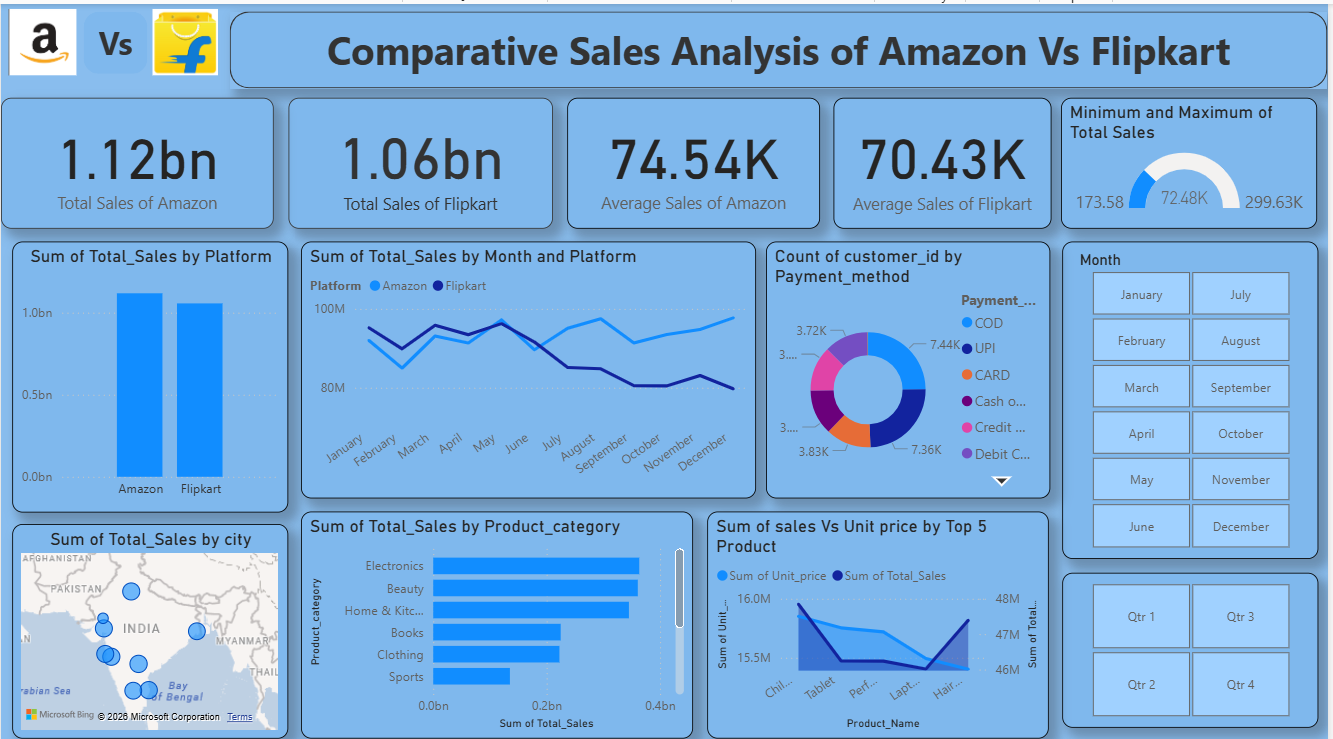 a
Vs
f
Comparative Sales Analysis of Amazon Vs Flipkart
1.12bn
Total Sales of Amazon
1.06bn
Total Sales of Flipkart
74.54K
Average Sales of Amazon
70.43K
Average Sales of Flipkart
Minimum and Maximum of
Total Sales
173.58
72.48K
299.63K
Sum of Total_Sales by Platform
1.0bn
0.5bn
0.0bn
Amazon
Flipkart
Sum of Total_Sales by Month and Platform
Platform
Amazon
Flipkart
100M
80M
January
February
March
April
May
June
July
August
September
October
November
December
Count of customer_id by
Payment_method
3.72K
3....
3....
3.83K
7.44K
7.36K
Payment_...
COD
UPI
CARD
Cash o...
Credit ...
Debit C...
Month
January
July
February
August
March
September
April
October
May
November
June
December
Sum of Total_Sales by city
AFGHANISTAN
PAKISTAN
INDIA
MYANMAR
THAIL
rabian Sea
Bay
of Bengal
Microsoft Bing
© 2026 Microsoft Corporation
Terms
Sum of Total_Sales by Product_category
Product_category
Electronics
Beauty
Home & Kitc...
Books
Clothing
Sports
0.0bn
0.2bn
0.4bn
Sum of Total_Sales
Sum of sales Vs Unit price by Top 5
Product
Sum of Unit_price
Sum of Total_Sales
Sum of Unit_...
16.0M
15.5M
48M
47M
46M
Sum of Total...
Chil...
Tablet
Perf...
Lapt...
Hair...
Product_Name
Qtr 1
Qtr 3
Qtr 2
Qtr 4